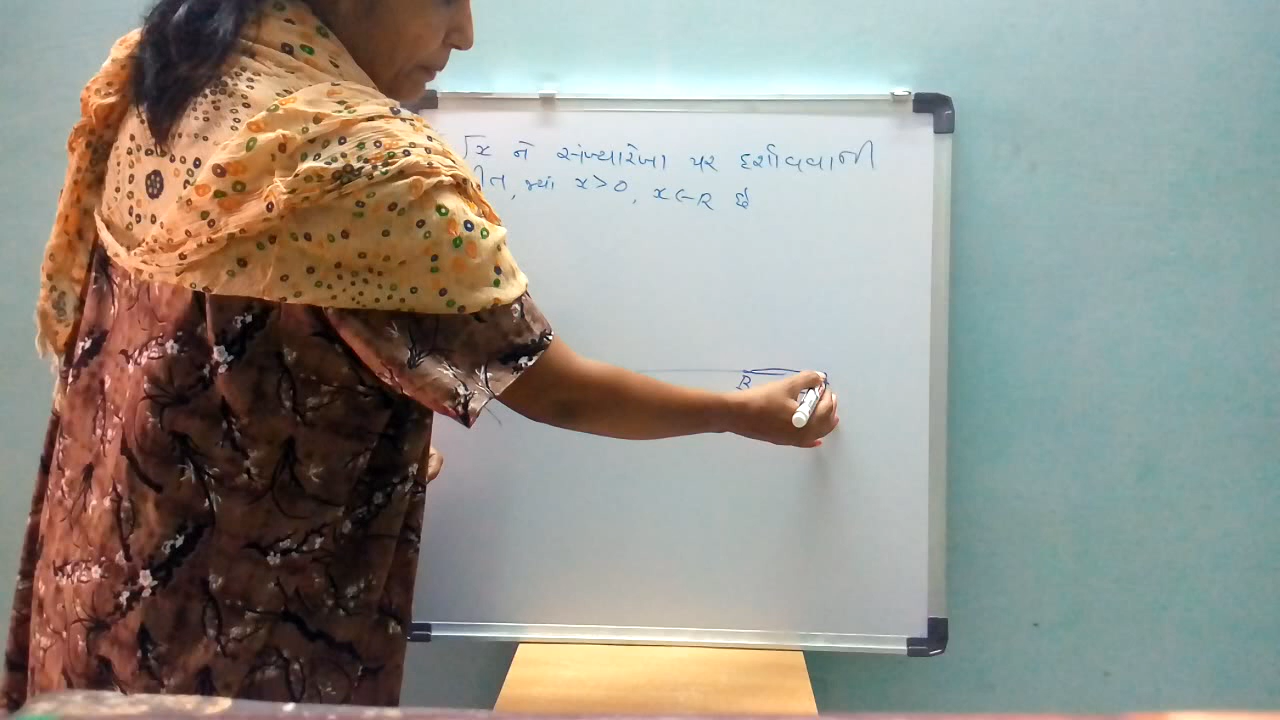 √x ને સંખ્યારેખા પર દર્શાવવાની
રીત, જ્યાં x>0, x∈R છે
B